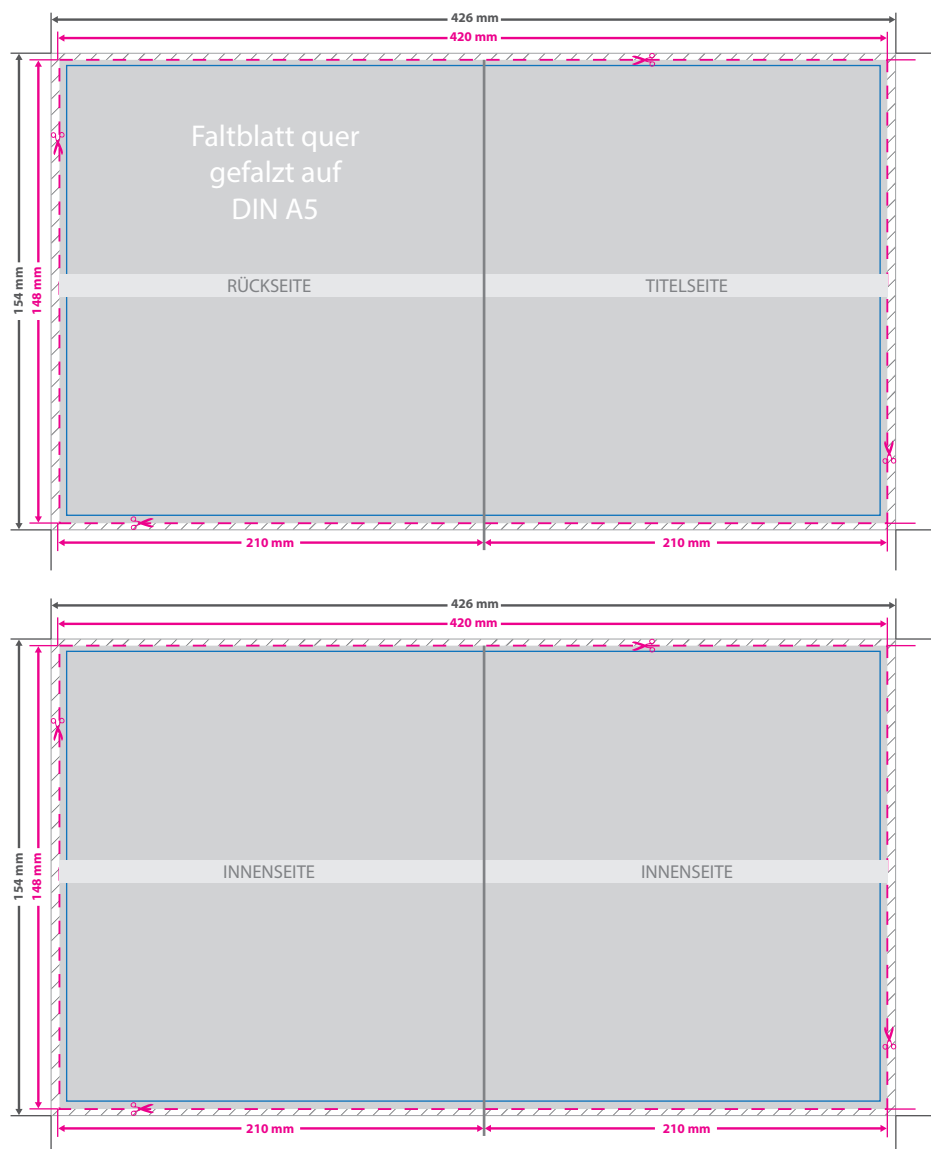 426 mm
420 mm
Faltblatt quer
gefalzt auf
DIN A5
154 mm
148 mm
RÜCKSEITE
TITELSEITE
210 mm
210 mm
426 mm
420 mm
154 mm
148 mm
INNENSEITE
INNENSEITE
210 mm
210 mm